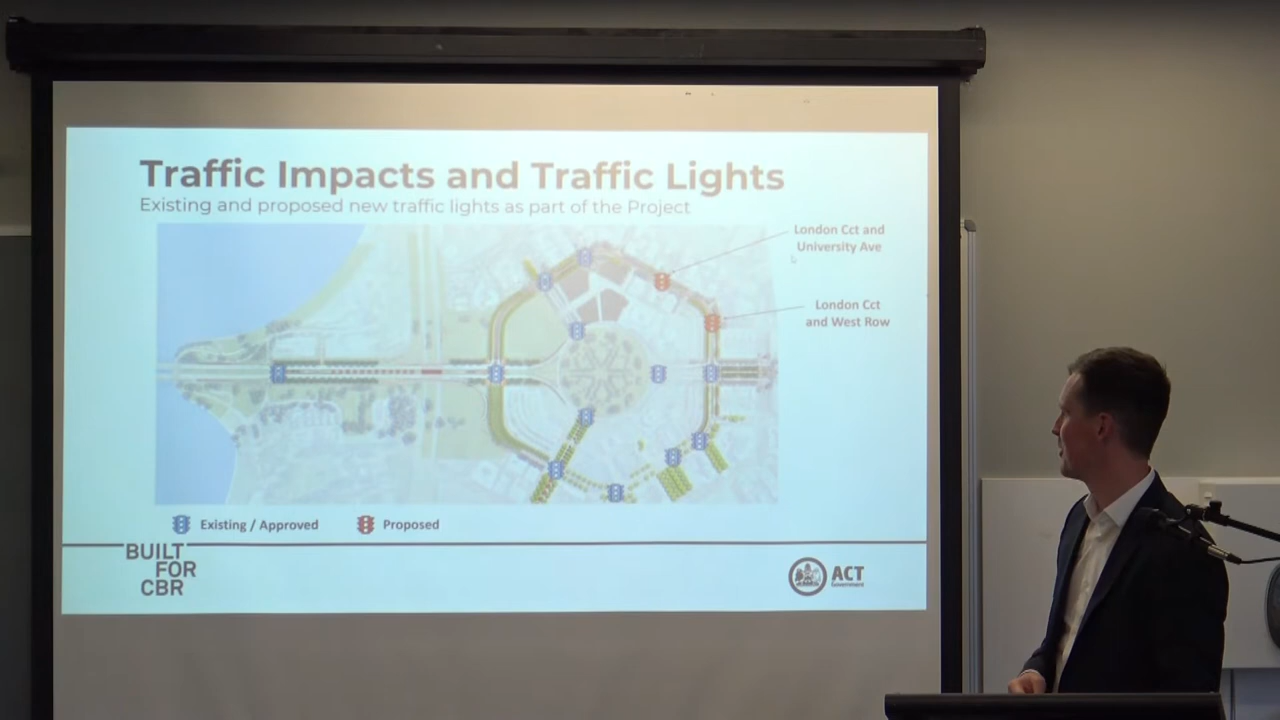 Traffic Impacts and Traffic Lights
Existing and proposed new traffic lights as part of the Project
London Cct and
University Ave
London Cct
and West Row
Existing / Approved
Proposed
BUILT
FOR
CBR
ACT
Government